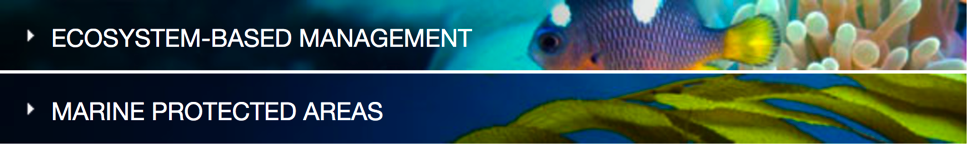 ECOSYSTEM-BASED MANAGEMENT
MARINE PROTECTED AREAS